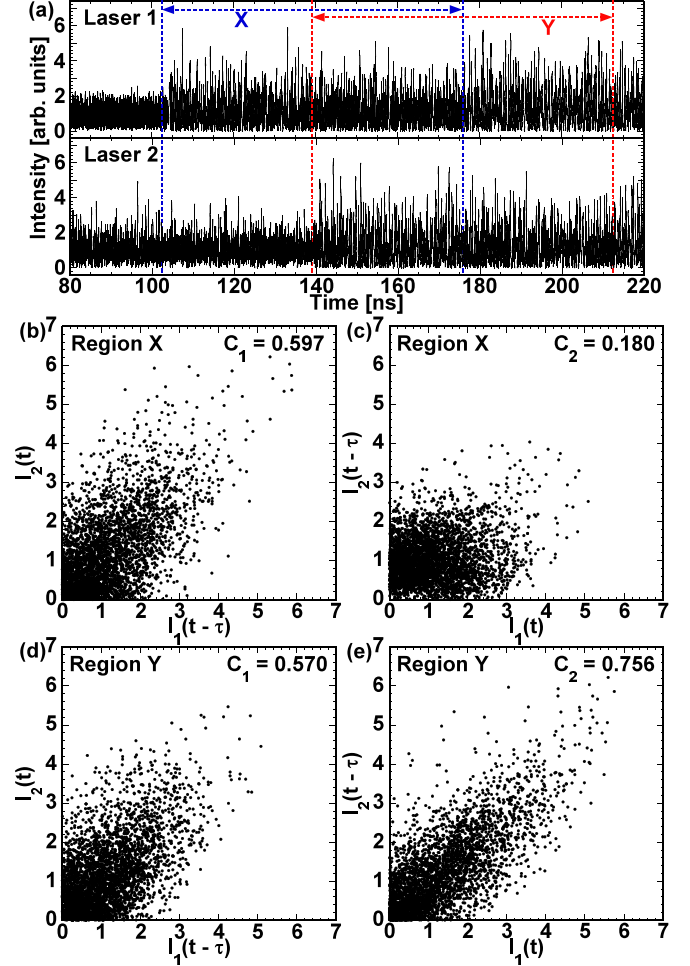 (a) Laser 1 X Y
Intensity [arb. units]
6
4
2
0
Laser 2
6
4
2
0
80 100 120 140 160 180 200 220
Time [ns]
(b) Region X C1 = 0.597
I2(t)
7
6
5
4
3
2
1
0
0 1 2 3 4 5 6 7
I1(t - τ)
(c) Region X C2 = 0.180
I2(t - τ)
7
6
5
4
3
2
1
0
0 1 2 3 4 5 6 7
I1(t)
(d) Region Y C1 = 0.570
I2(t)
7
6
5
4
3
2
1
0
0 1 2 3 4 5 6 7
I1(t - τ)
(e) Region Y C2 = 0.756
I2(t - τ)
7
6
5
4
3
2
1
0
0 1 2 3 4 5 6 7
I1(t)